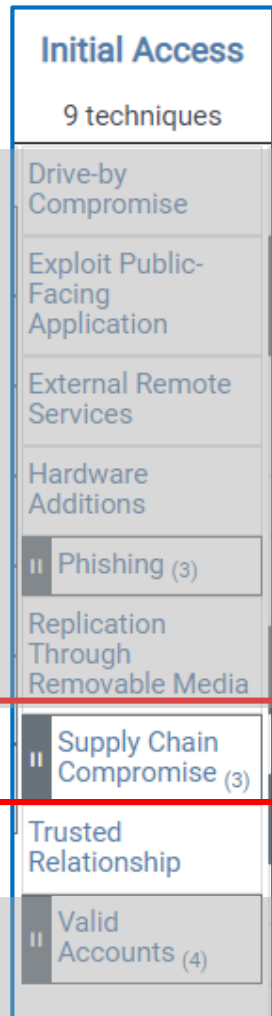 Initial Access
9 techniques
Drive-by
Compromise
Exploit Public-
Facing
Application
External Remote
Services
Hardware
Additions
Phishing (3)
Replication
Through
Removable Media
Supply Chain
Compromise (3)
Trusted
Relationship
Valid
Accounts (4)